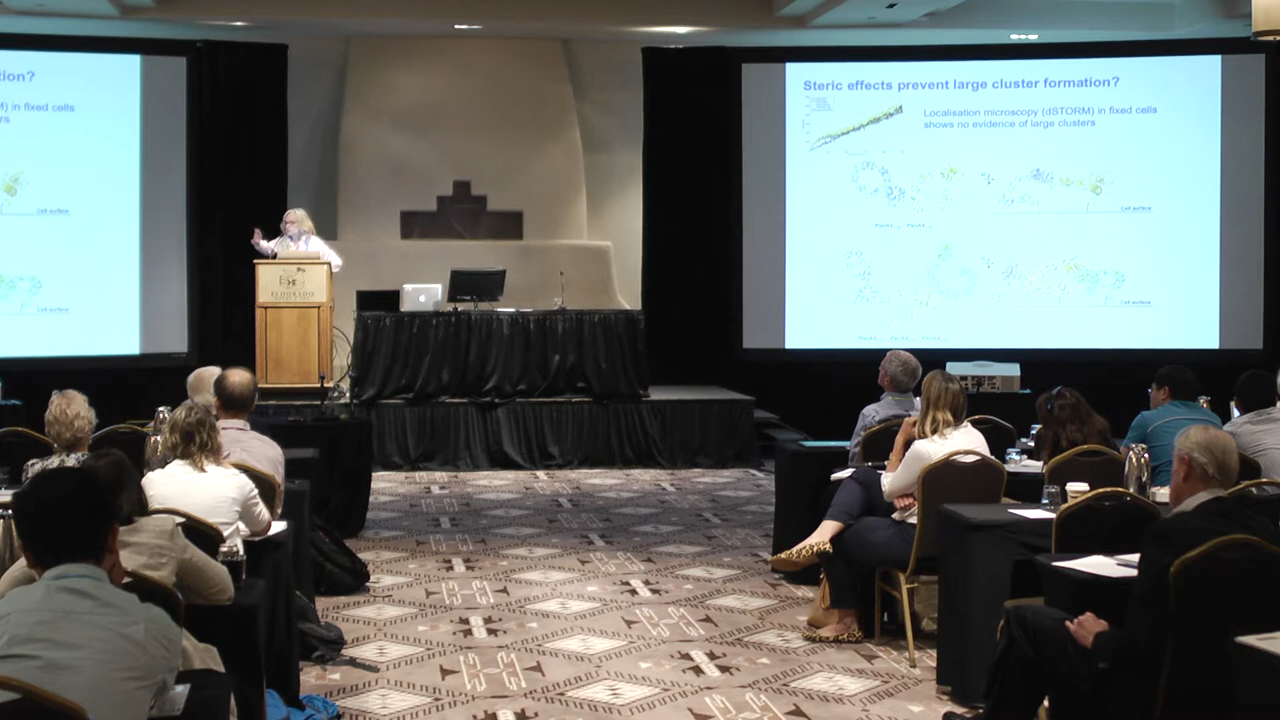 tion?
M) in fixed cells
rs
Cell surface
Cell surface
ELDORADO
Steric effects prevent large cluster formation?
Localisation microscopy (dSTORM) in fixed cells
shows no evidence of large clusters
Cell surface
Cell surface